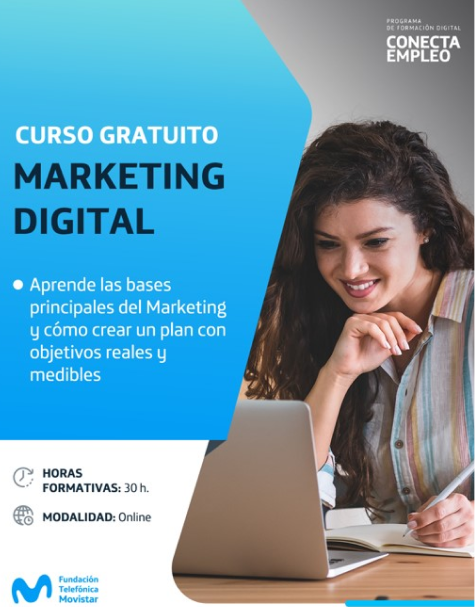 PROGRAMA
DE FORMACIÓN DIGITAL
CONECTA
EMPLEO
CURSO GRATUITO
MARKETING
DIGITAL
Aprende las bases
principales del Marketing
y cómo crear un plan con
objetivos reales y
medibles
HORAS
FORMATIVAS: 30 h.
MODALIDAD: Online
Fundación
Telefónica
Movistar